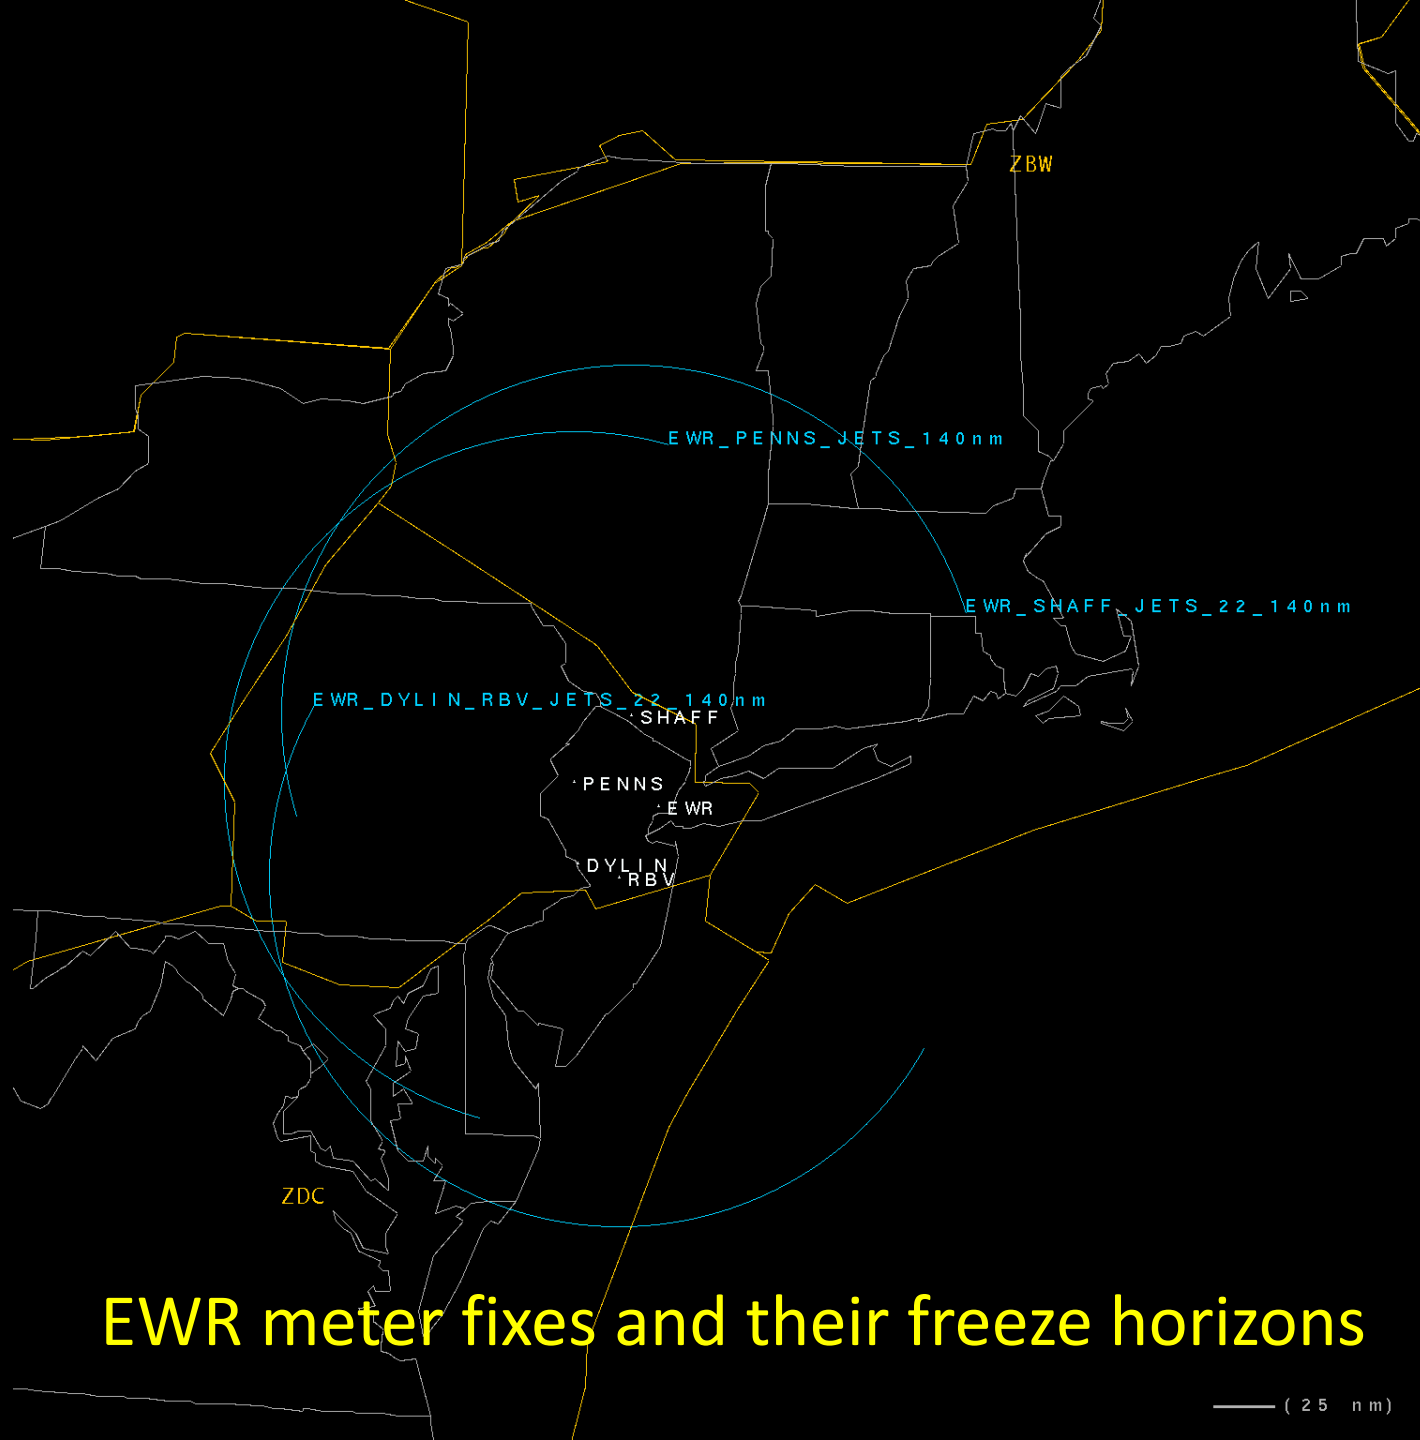 ZBW
EWR_PENNS_JETS_140nm
EWR_SHAFF_JETS_22_140nm
EWR_DYLIN_RBV_JETS_22_140nm
SHAFF
PENNS
EWR
DYLIN
RBV
ZDC
EWR meter fixes and their freeze horizons
(25 nm)